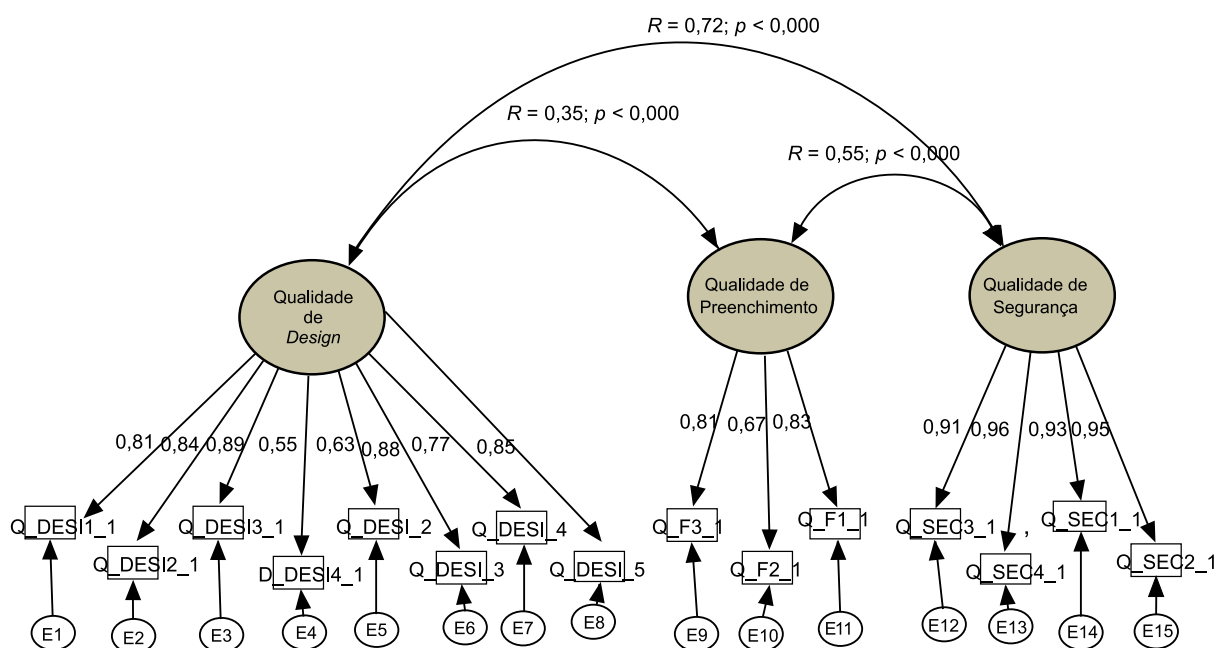 R = 0,72; p < 0,000
R = 0,35; p < 0,000
R = 0,55; p < 0,000
Qualidade
de
Design
Qualidade de
Preenchimento
Qualidade de
Segurança
0,81
0,84
0,89
0,55
0,63
0,88
0,77
0,85
0,81
0,67
0,83
0,91
0,96
0,93
0,95
Q_DESI1_1
Q_DESI2_1
Q_DESI3_1
D_DESI4_1
Q_DESI_2
Q_DESI_3
Q_DESI_4
Q_DESI_5
Q_F3_1
Q_F2_1
Q_F1_1
Q_SEC3_1
,
Q_SEC4_1
Q_SEC1_1
Q_SEC2_1
E1
E2
E3
E4
E5
E6
E7
E8
E9
E10
E11
E12
E13
E14
E15